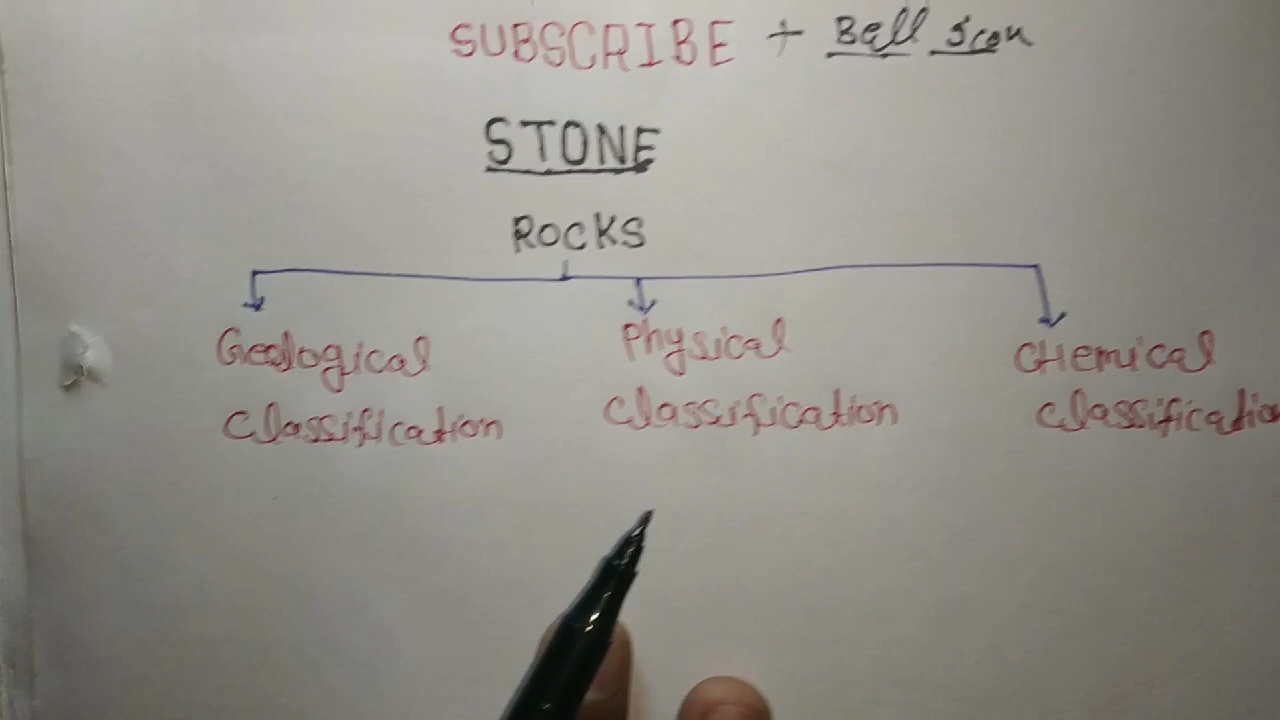 SUBSCRIBE + Bell Icon
STONE
ROCKS
Geological Physical CHemical
Classification Classification Classificatio